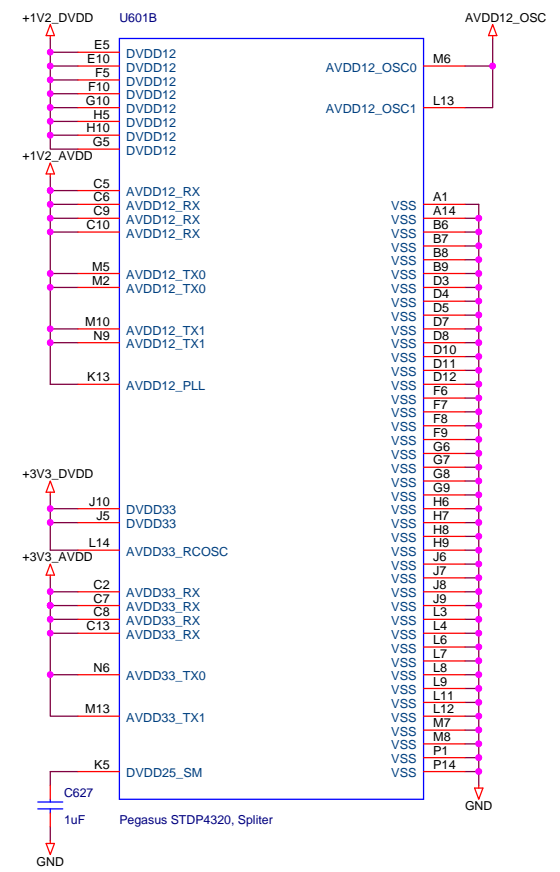 +1V2_DVDD
U601B
AVDD12_OSC
E5 DVDD12
E10 DVDD12
F5 DVDD12
F10 DVDD12
G10 DVDD12
H5 DVDD12
H10 DVDD12
G5 DVDD12
AVDD12_OSC0 M6
AVDD12_OSC1 L13
+1V2_AVDD
C5 AVDD12_RX
C6 AVDD12_RX
C9 AVDD12_RX
C10 AVDD12_RX
M5 AVDD12_TX0
M2 AVDD12_TX0
M10 AVDD12_TX1
N9 AVDD12_TX1
K13 AVDD12_PLL
+3V3_DVDD
J10 DVDD33
J5 DVDD33
L14 AVDD33_RCOSC
+3V3_AVDD
C2 AVDD33_RX
C7 AVDD33_RX
C8 AVDD33_RX
C13 AVDD33_RX
N6 AVDD33_TX0
M13 AVDD33_TX1
K5 DVDD25_SM
VSS A1
VSS A14
VSS B6
VSS B7
VSS B8
VSS B9
VSS D3
VSS D4
VSS D5
VSS D7
VSS D8
VSS D10
VSS D11
VSS D12
VSS F6
VSS F7
VSS F8
VSS F9
VSS G6
VSS G7
VSS G8
VSS G9
VSS H6
VSS H7
VSS H8
VSS H9
VSS J6
VSS J7
VSS J8
VSS J9
VSS L3
VSS L4
VSS L6
VSS L7
VSS L8
VSS L9
VSS L11
VSS L12
VSS M7
VSS M8
VSS P1
VSS P14
C627
1uF
GND
Pegasus STDP4320, Spliter
GND